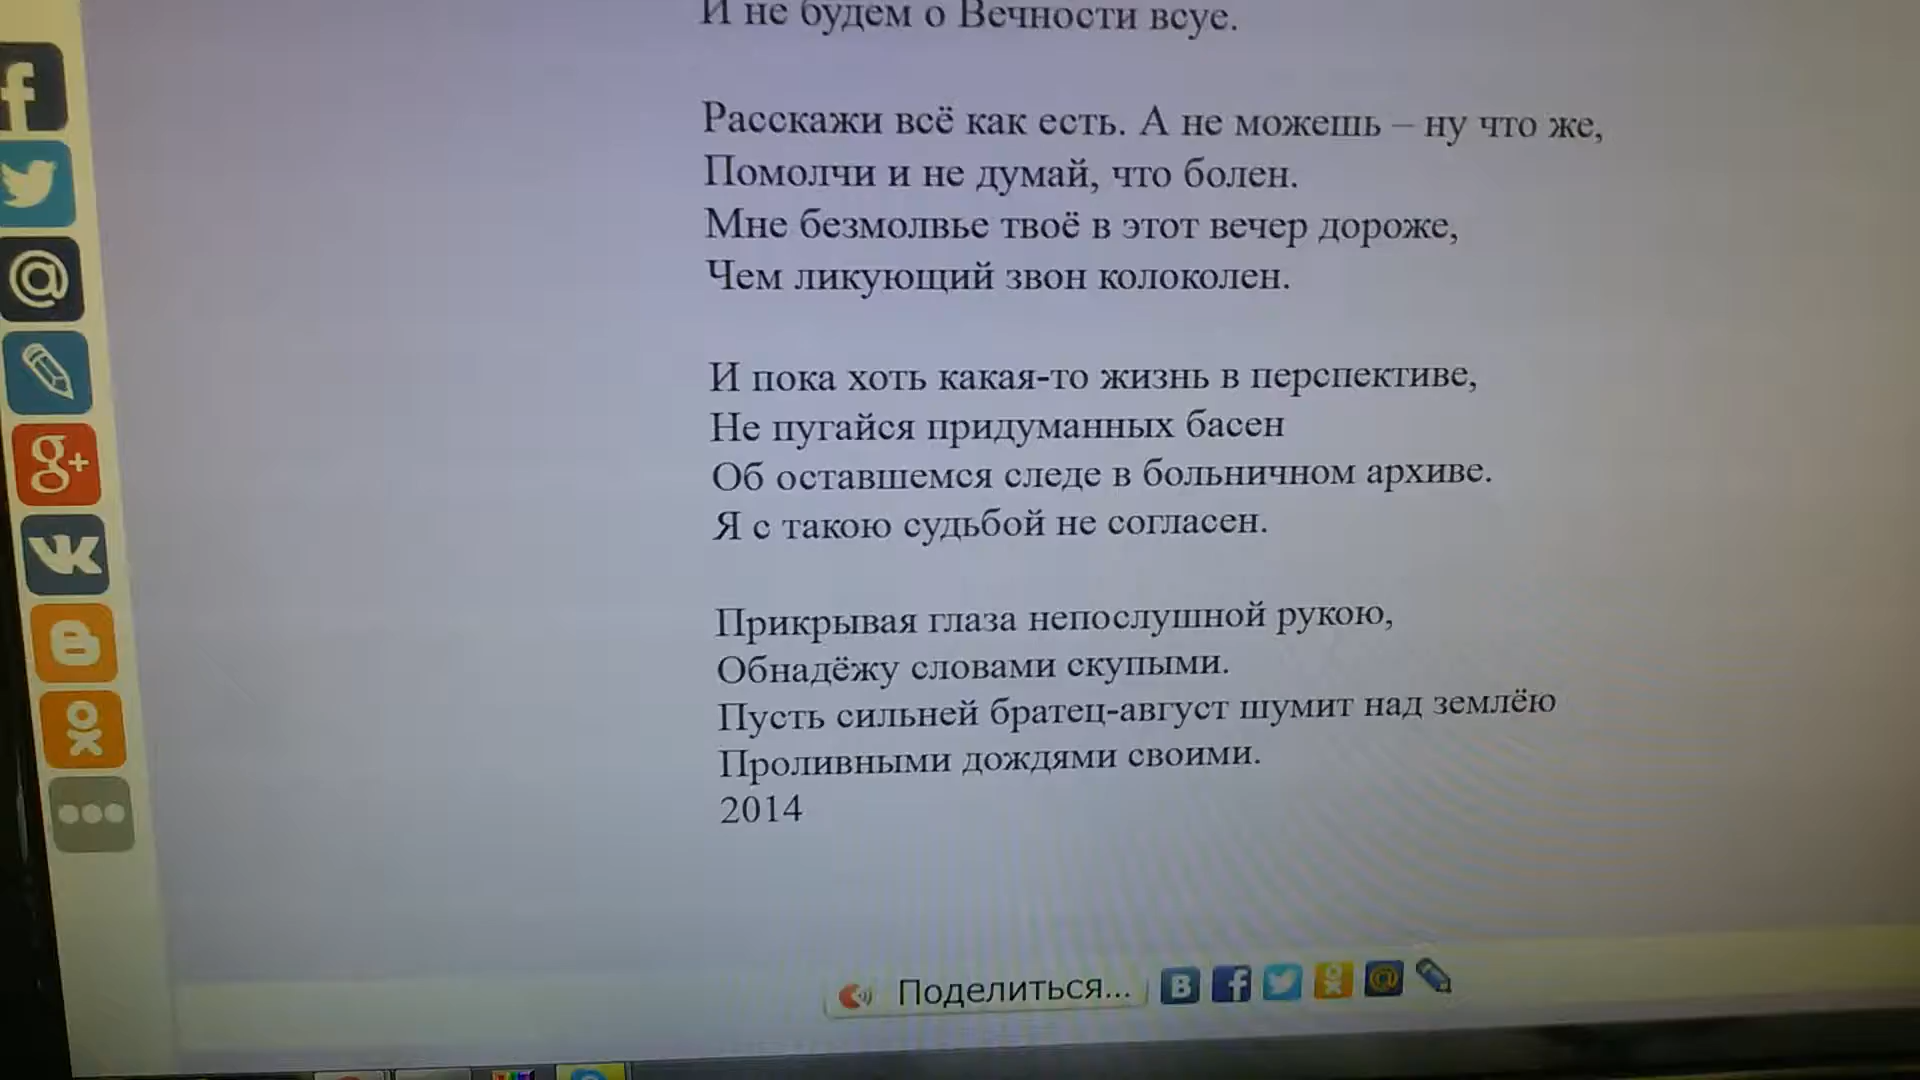 И не будем о Вечности всуе.
Расскажи всё как есть. А не можешь – ну что же,
Помолчи и не думай, что болен.
Мне безмолвье твоё в этот вечер дороже,
Чем ликующий звон колоколен.
И пока хоть какая-то жизнь в перспективе,
Не пугайся придуманных басен
Об оставшемся следе в больничном архиве.
Я с такою судьбой не согласен.
Прикрывая глаза непослушной рукою,
Обнадёжу словами скупыми.
Пусть сильней братец-август шумит над землёю
Проливными дождями своими.
2014
Поделиться...